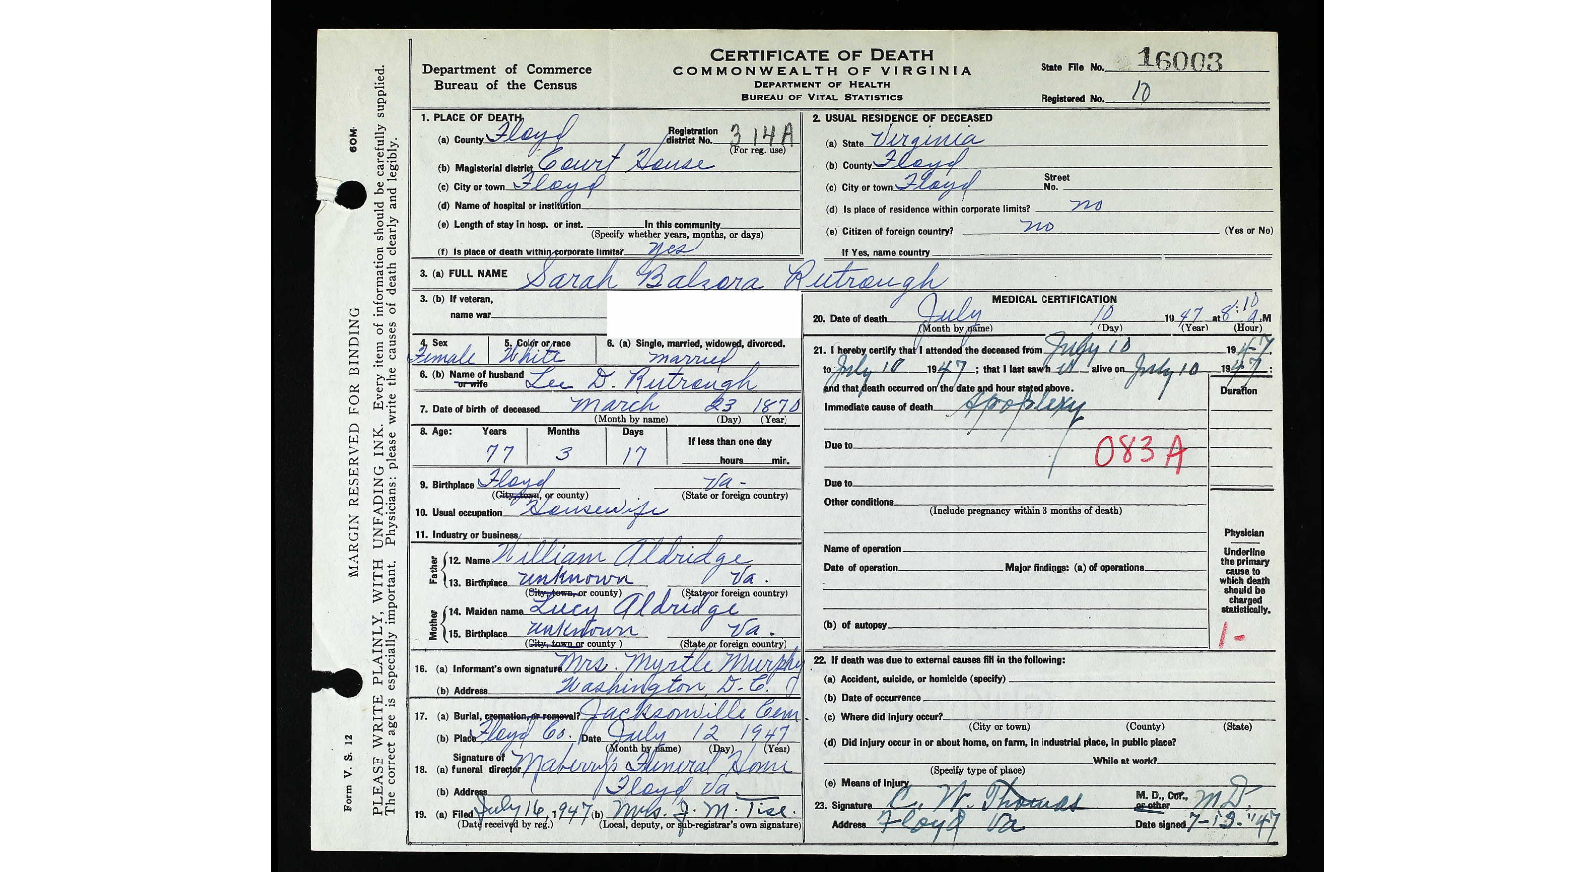 CERTIFICATE OF DEATH
COMMONWEALTH OF VIRGINIA
DEPARTMENT OF HEALTH
BUREAU OF VITAL STATISTICS
Department of Commerce
Bureau of the Census
State File No. 16003
Registered No. 10
MARGIN RESERVED FOR BINDING
60M
Form V. S. 12
PLEASE WRITE PLAINLY, WITH UNFADING INK. Every item of information should be carefully supplied.
The correct age is especially important. Physicians: please write the causes of death clearly and legibly.
1. PLACE OF DEATH
(a) County Floyd Registration district No. 314A
(For reg. use)
(b) Magisterial district Court House
(c) City or town Floyd
(d) Name of hospital or institution
(e) Length of stay in hosp. or inst. In this community
(Specify whether years, months, or days)
(f) Is place of death within corporate limits? yes
2. USUAL RESIDENCE OF DECEASED
(a) State Virginia
(b) County Floyd
(c) City or town Floyd Street No.
(d) Is place of residence within corporate limits? no
(e) Citizen of foreign country? no (Yes or No)
If Yes, name country
3. (a) FULL NAME Sarah Balsora Rutrough
3. (b) If veteran,
name war
4. Sex 5. Color or race 6. (a) Single, married, widowed, divorced.
Female White married
6. (b) Name of husband or wife Lee D. Rutrough
7. Date of birth of deceased March 23 1870
(Month by name) (Day) (Year)
8. Age: Years Months Days If less than one day
77 3 17 hours min.
9. Birthplace Floyd Va-
(City, town, or county) (State or foreign country)
10. Usual occupation Housewife
11. Industry or business
Father
12. Name William Aldridge
13. Birthplace unknown Va.
(City, town, or county) (State or foreign country)
Mother
14. Maiden name Lucy Aldridge
15. Birthplace unknown Va.
(City, town or county) (State or foreign country)
16. (a) Informant's own signature Mrs. Myrtle Murphy
(b) Address Washington, D.C. 7
17. (a) Burial, cremation, or removal? Jacksonville Cem
(b) Place Floyd Co. Date July 12 1947
(Month by name) (Day) (Year)
18. (a) Signature of funeral director Maberry's Funeral Home
(b) Address Floyd Va.
19. (a) Filed July 16, 1947 (b) Mrs. J. M. Tise.
(Date received by reg.) (Local, deputy, or sub-registrar's own signature)
MEDICAL CERTIFICATION
20. Date of death July 10 1947 at 8:10 a.M
(Month by name) (Day) (Year) (Hour)
21. I hereby certify that I attended the deceased from July 10 1947
to July 10 1947; that I last saw h alive on July 10 1947;
and that death occurred on the date and hour stated above. Duration
Immediate cause of death Apoplexy
Due to 083A
Due to
Other conditions
(Include pregnancy within 3 months of death)
Name of operation
Date of operation Major findings: (a) of operations
(b) of autopsy
Physician
Underline the primary cause to which death should be charged statistically.
1-
22. If death was due to external causes fill in the following:
(a) Accident, suicide, or homicide (specify)
(b) Date of occurrence
(c) Where did injury occur?
(City or town) (County) (State)
(d) Did injury occur in or about home, on farm, in industrial place, in public place?
While at work?
(Specify type of place)
(e) Means of Injury
23. Signature C. W. Thomas M. D., Cor., or other M.D.
Address Floyd Va Date signed 7-12-'47